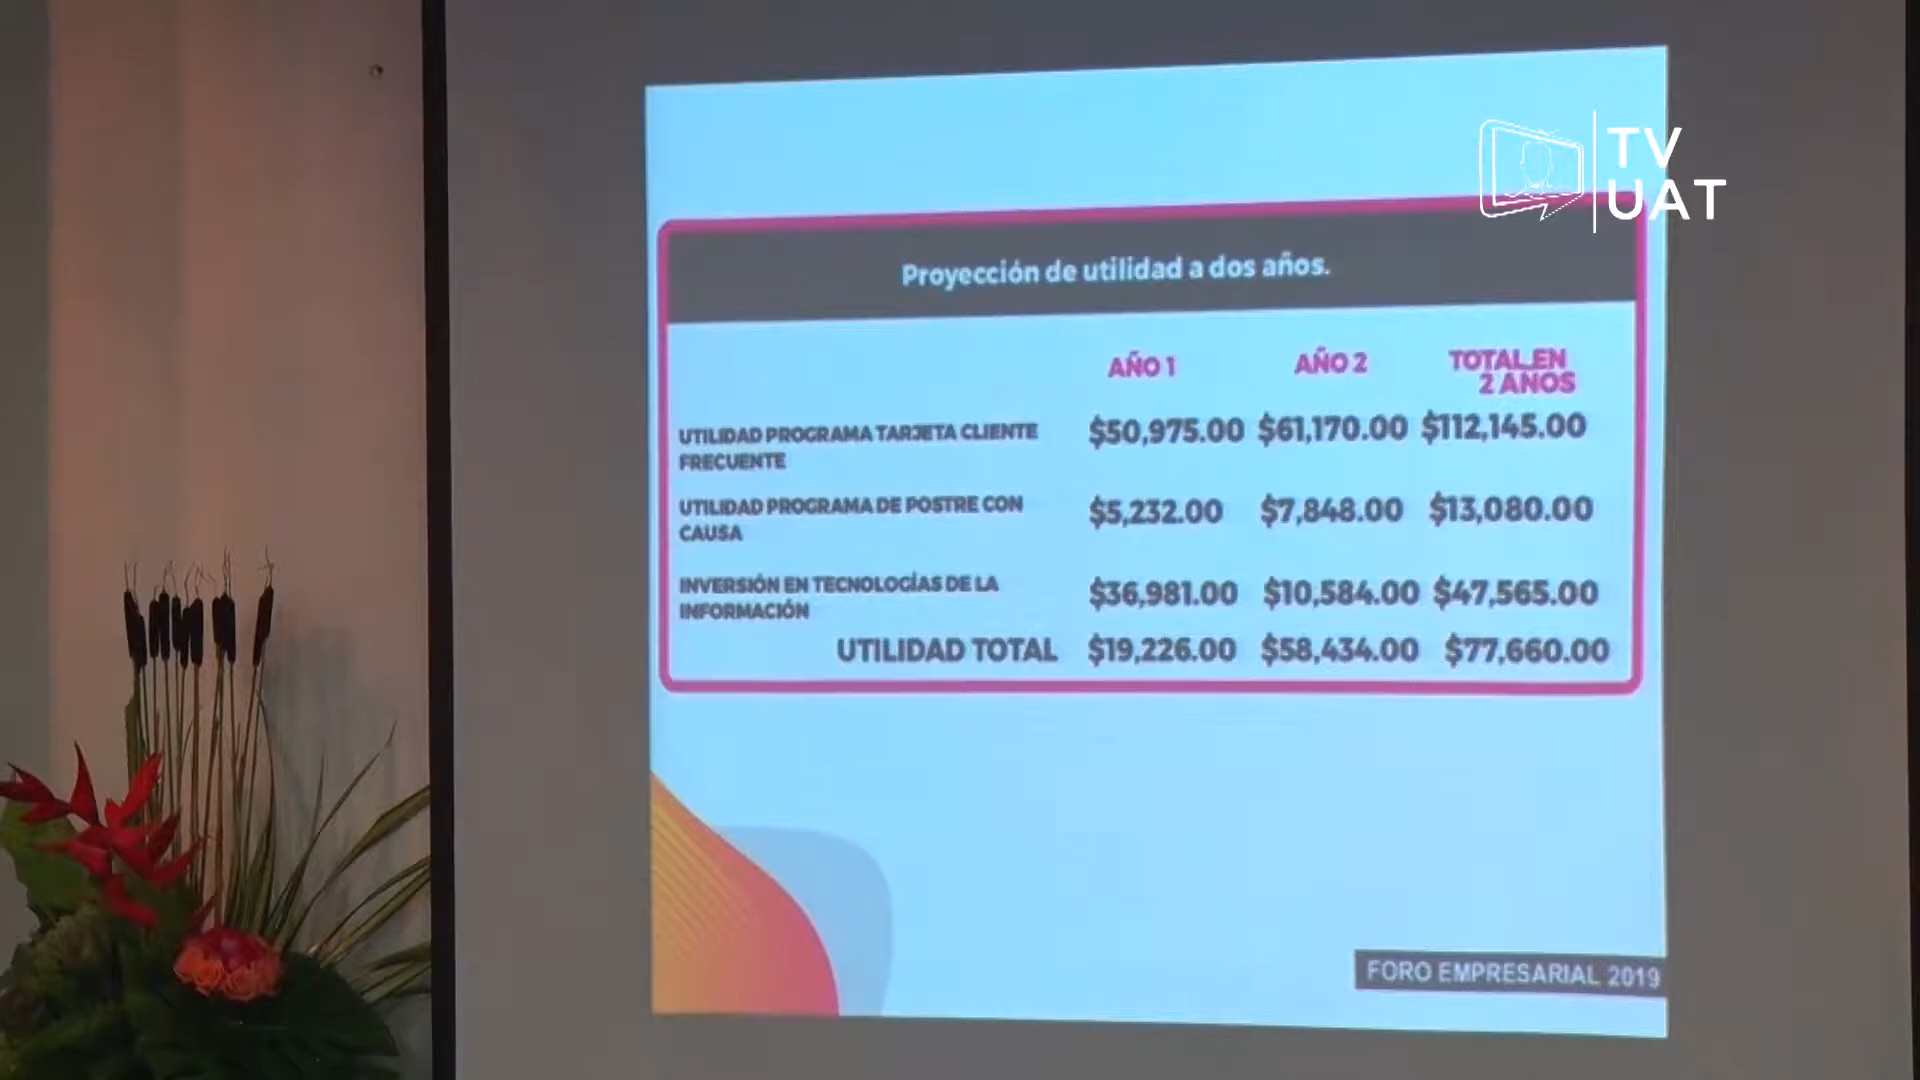 TV
UAT
Proyección de utilidad a dos años.
AÑO 1 AÑO 2 TOTAL EN
2 AÑOS
UTILIDAD PROGRAMA TARJETA CLIENTE
FRECUENTE
$50,975.00 $61,170.00 $112,145.00
UTILIDAD PROGRAMA DE POSTRE CON
CAUSA
$5,232.00 $7,848.00 $13,080.00
INVERSIÓN EN TECNOLOGÍAS DE LA
INFORMACIÓN
$36,981.00 $10,584.00 $47,565.00
UTILIDAD TOTAL $19,226.00 $58,434.00 $77,660.00
FORO EMPRESARIAL 2019